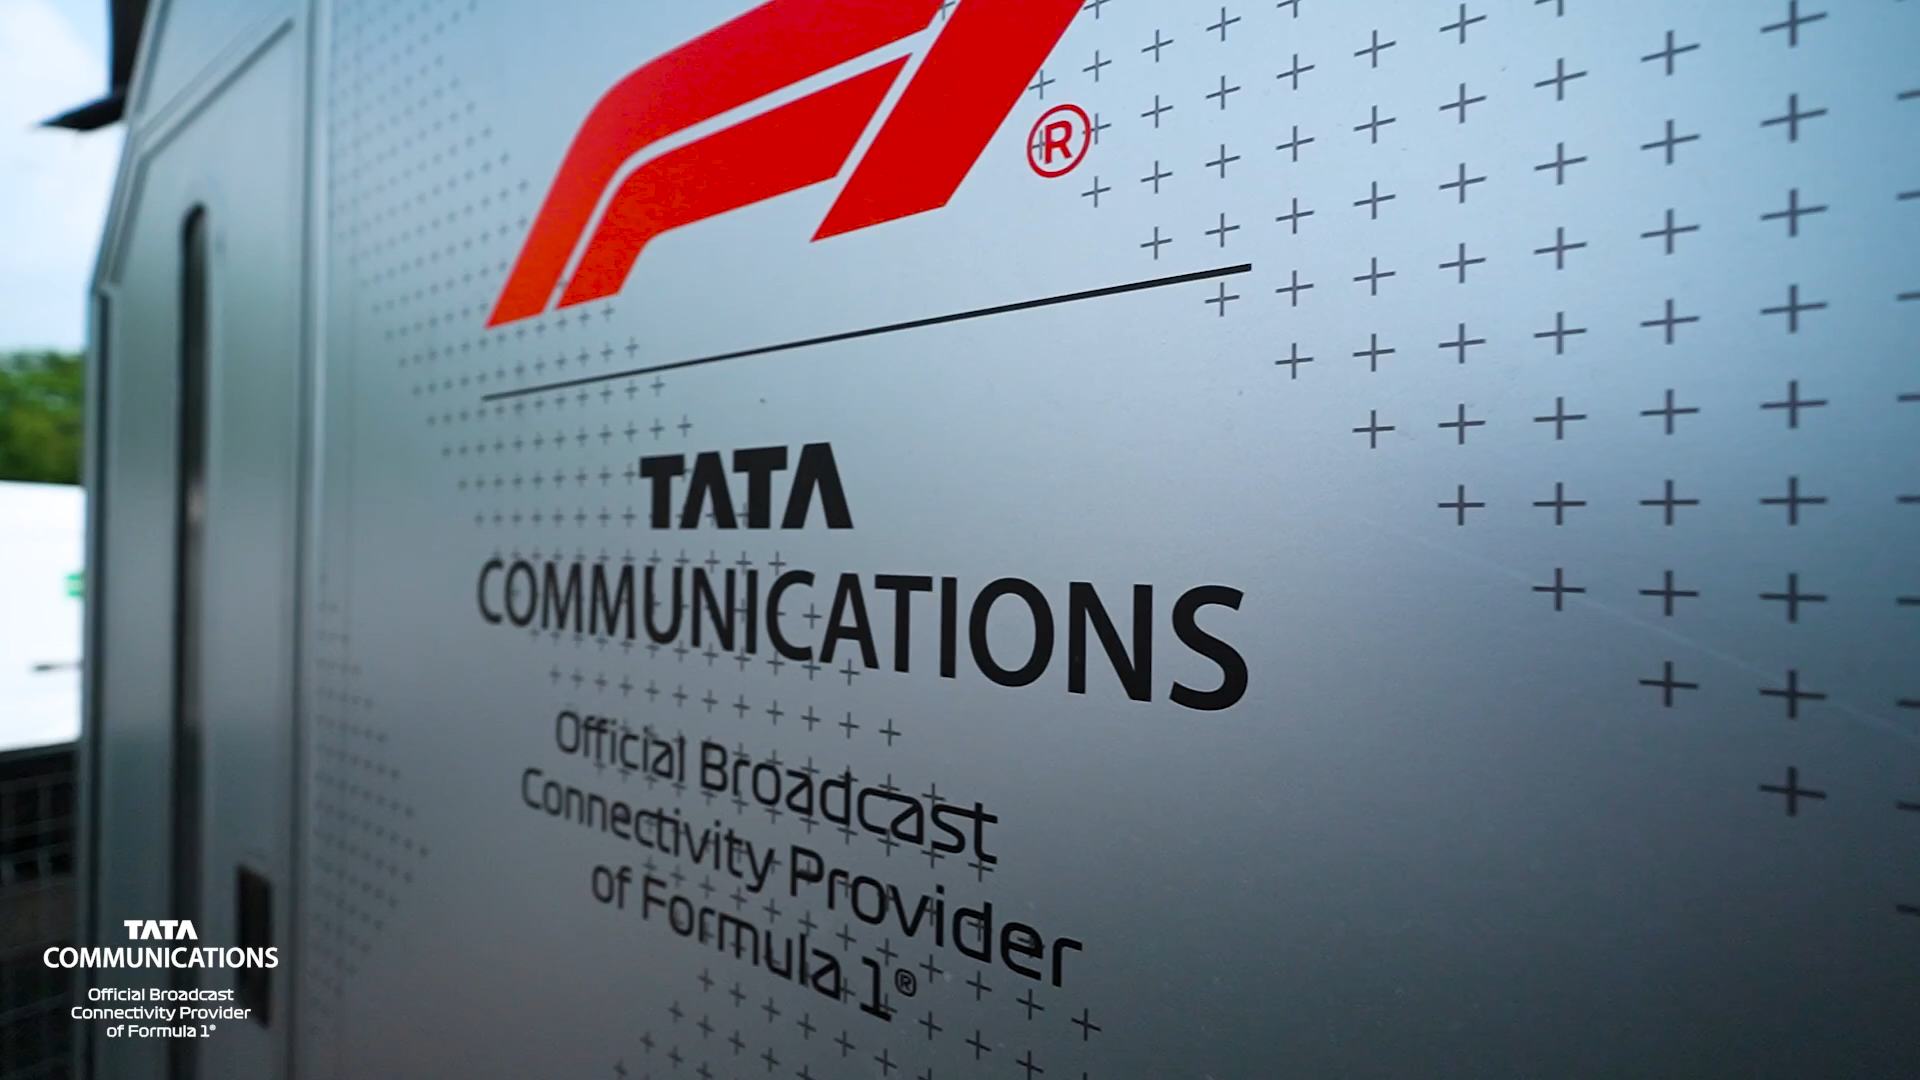 F1®
TATA
COMMUNICATIONS
Official Broadcast
Connectivity Provider
of Formula 1®
TATA
COMMUNICATIONS
Official Broadcast
Connectivity Provider
of Formula 1®